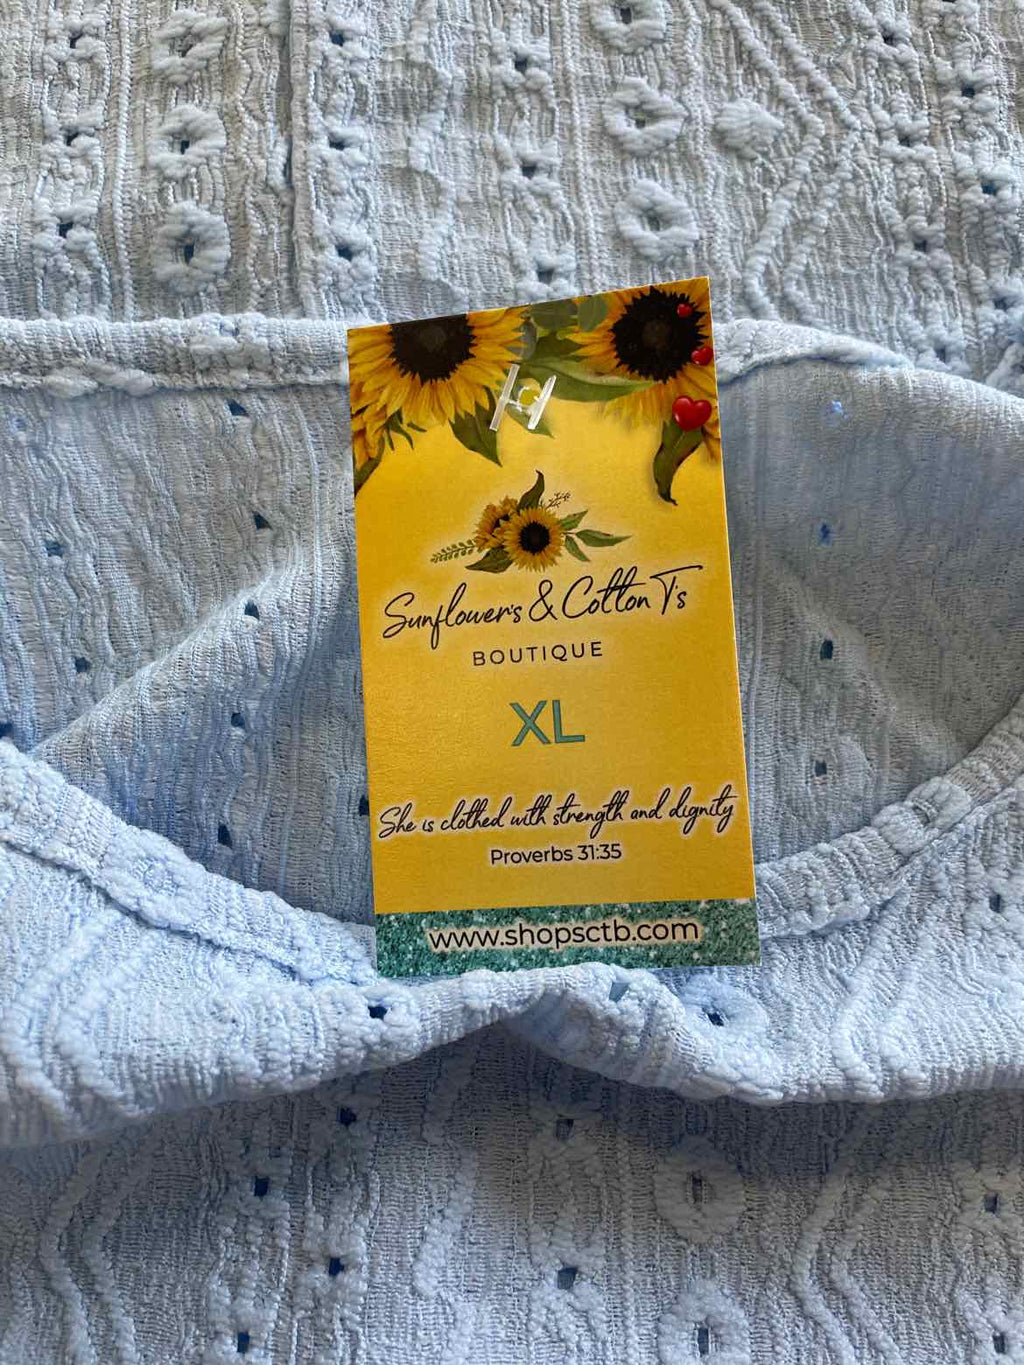 Sunflower's & Cotton T's
BOUTIQUE
XL
She is clothed with strength and dignity
Proverbs 31:35
www.shopsctb.com